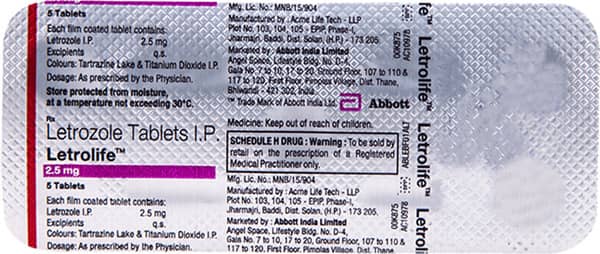 5 Tablets
Each film coated tablet contains:
Letrozole I.P. 2.5 mg
Excipients q.s.
Colours: Tartrazine Lake & Titanium Dioxide I.P.
Dosage: As prescribed by the Physician.
Store protected from moisture,
at a temperature not exceeding 30°C.
Rx
Letrozole Tablets I.P.
Letrolife™
2.5 mg
5 Tablets
Each film coated tablet contains:
Letrozole I.P. 2.5 mg
Excipients q.s.
Colours: Tartrazine Lake & Titanium Dioxide I.P.
Dosage: As prescribed by the Physician.
Mfg. Lic. No.: MNB/15/904
Manufactured by : Acme Life Tech - LLP
Plot No. 103, 104, 105 - EPIP, Phase-I,
Jharmajri, Baddi, Dist. Solan, (H.P.) - 173 205.
Marketed by : Abbott India Limited
Angel Space, Lifestyle Bldg. No. D-4,
Gala No. 7 to 10, 17 to 20, Ground Floor, 107 to 110 &
117 to 120, First Floor, Pimplas Village, Dist. Thane,
Bhiwandi - 421 302, India
™ Trade Mark of Abbott India Ltd. Abbott
Medicine: Keep out of reach of children.
SCHEDULE H DRUG : Warning : To be sold by
retail on the prescription of a Registered
Medical Practitioner only.
Mfg. Lic. No.: MNB/15/904
Manufactured by : Acme Life Tech - LLP
Plot No. 103, 104, 105 - EPIP, Phase-I,
Jharmajri, Baddi, Dist. Solan, (H.P.) - 173 205.
Marketed by : Abbott India Limited
Angel Space, Lifestyle Bldg. No. D-4,
Gala No. 7 to 10, 17 to 20, Ground Floor, 107 to 110 &
117 to 120, First Floor, Pimplas Village, Dist. Thane,
Letrolife™
Letrolife™
Letrolife™